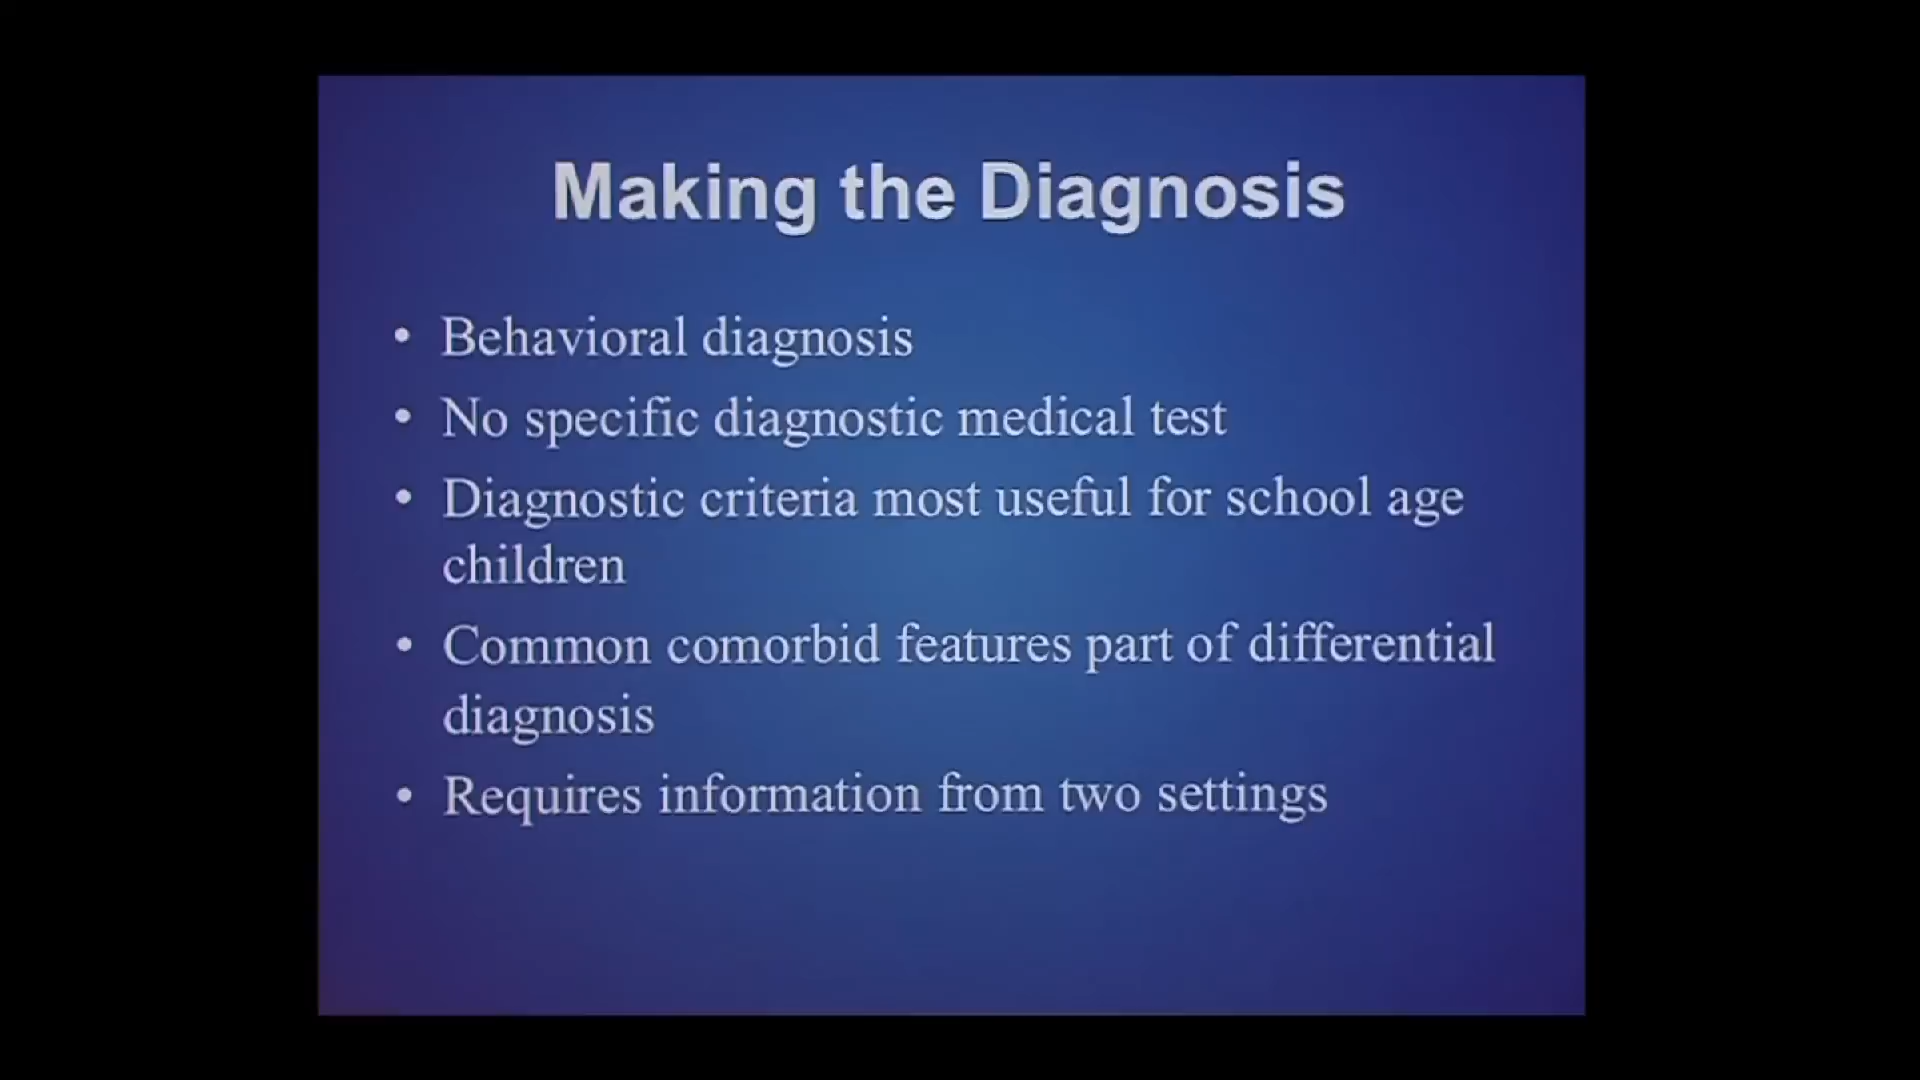 Making the Diagnosis
• Behavioral diagnosis
• No specific diagnostic medical test
• Diagnostic criteria most useful for school age
children
• Common comorbid features part of differential
diagnosis
• Requires information from two settings